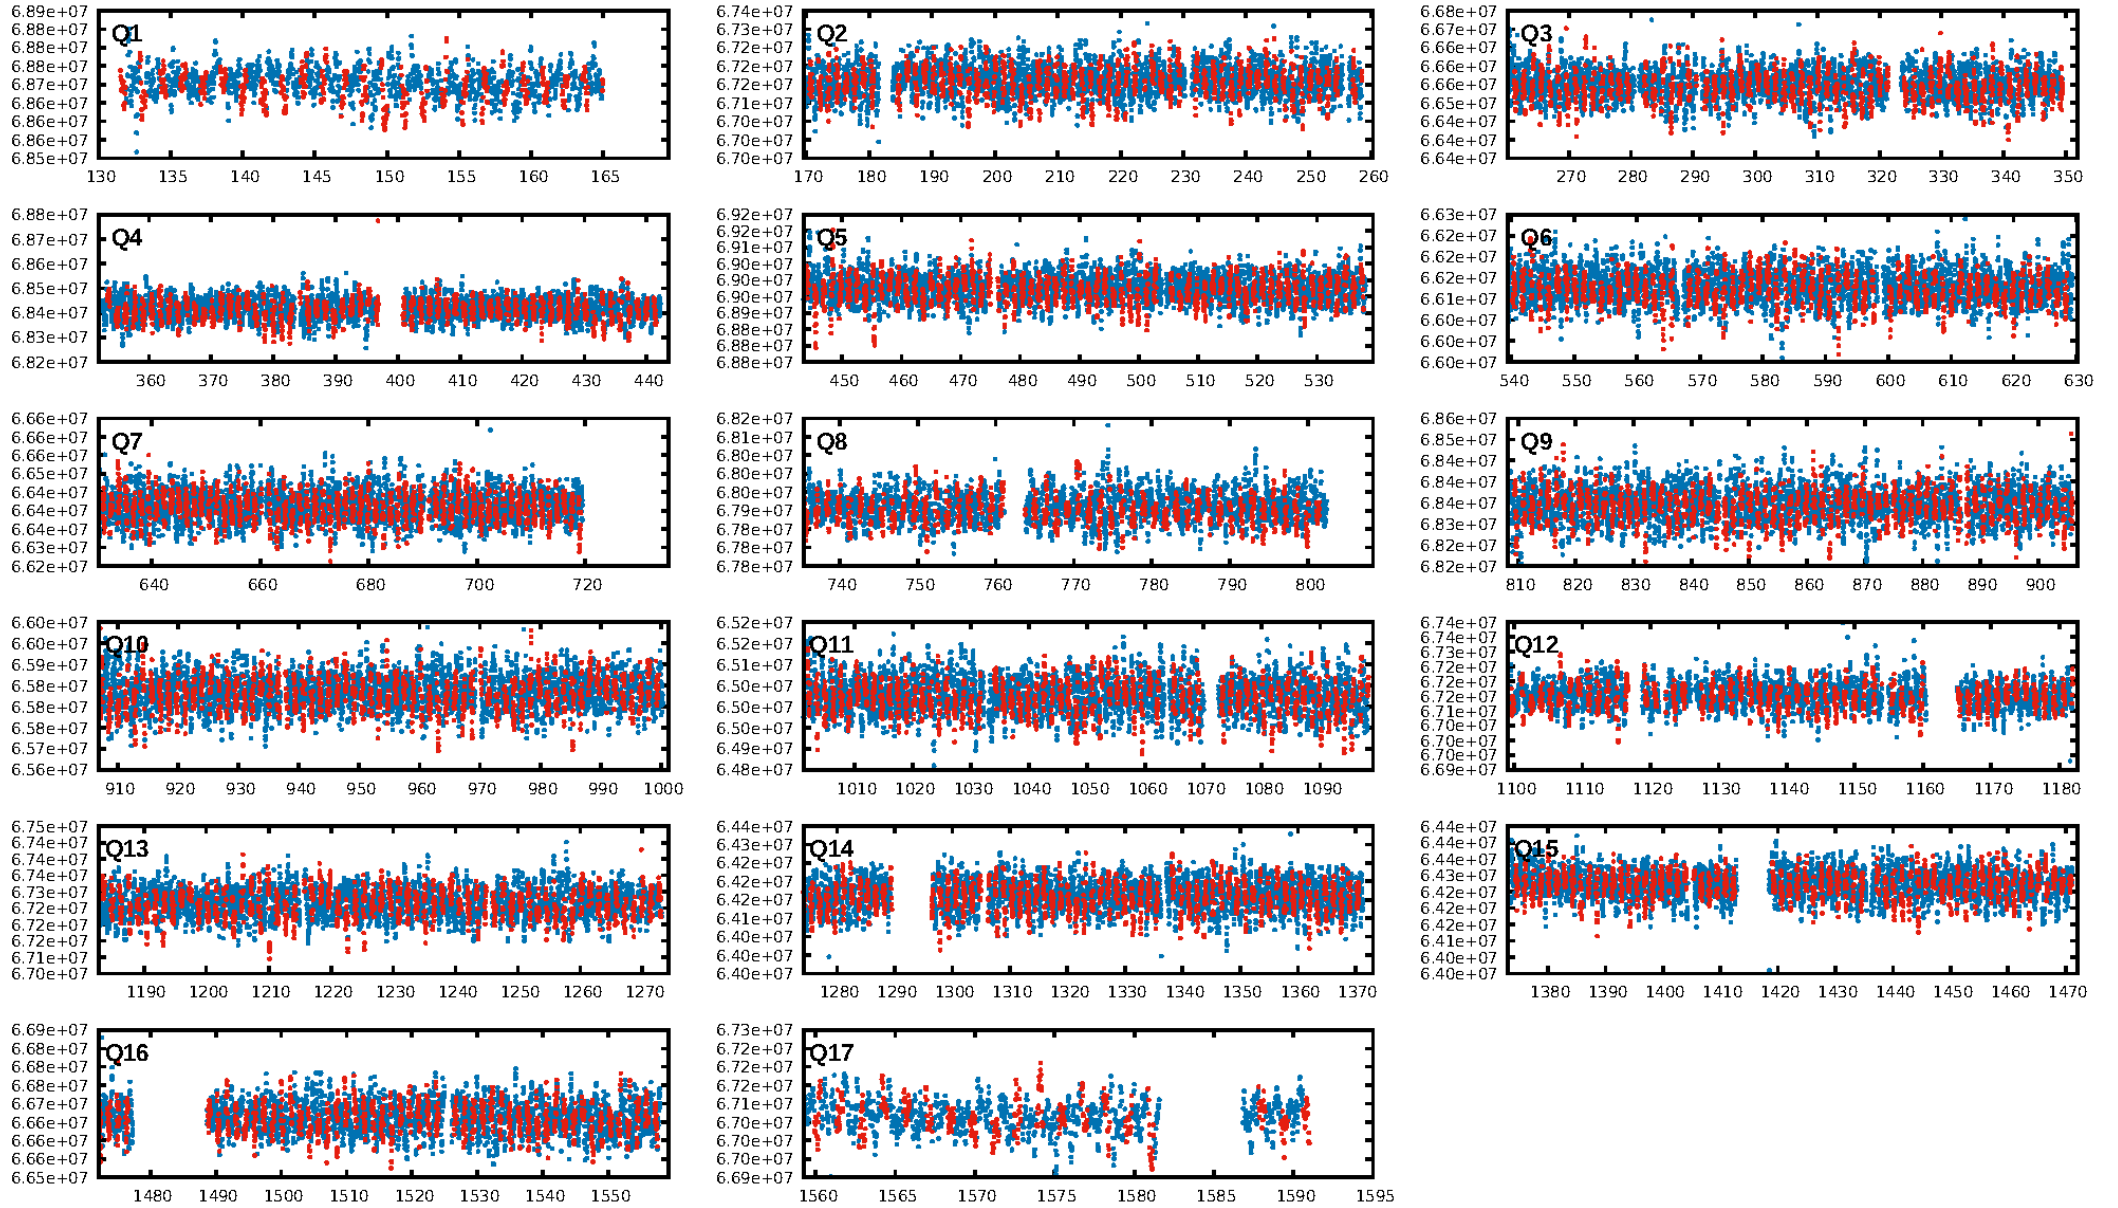 6.89e+07
6.88e+07
6.88e+07
6.87e+07
6.87e+07
6.86e+07
6.86e+07
6.86e+07
6.85e+07
Q1
130 135 140 145 150 155 160 165
6.74e+07
6.73e+07
6.72e+07
6.72e+07
6.72e+07
6.71e+07
6.71e+07
6.70e+07
6.70e+07
Q2
170 180 190 200 210 220 230 240 250 260
6.68e+07
6.67e+07
6.66e+07
6.66e+07
6.66e+07
6.65e+07
6.64e+07
6.64e+07
6.64e+07
Q3
270 280 290 300 310 320 330 340 350
6.88e+07
6.87e+07
6.86e+07
6.85e+07
6.84e+07
6.83e+07
6.82e+07
Q4
360 370 380 390 400 410 420 430 440
6.92e+07
6.92e+07
6.91e+07
6.90e+07
6.90e+07
6.90e+07
6.89e+07
6.88e+07
6.88e+07
6.88e+07
Q5
450 460 470 480 490 500 510 520 530
6.63e+07
6.62e+07
6.62e+07
6.62e+07
6.61e+07
6.60e+07
6.60e+07
6.60e+07
Q6
540 550 560 570 580 590 600 610 620 630
6.66e+07
6.66e+07
6.66e+07
6.65e+07
6.64e+07
6.64e+07
6.64e+07
6.63e+07
6.62e+07
Q7
640 660 680 700 720
6.82e+07
6.81e+07
6.80e+07
6.80e+07
6.80e+07
6.79e+07
6.78e+07
6.78e+07
6.78e+07
Q8
740 750 760 770 780 790 800
6.86e+07
6.85e+07
6.84e+07
6.84e+07
6.84e+07
6.83e+07
6.82e+07
6.82e+07
Q9
810 820 830 840 850 860 870 880 890 900
6.60e+07
6.60e+07
6.59e+07
6.58e+07
6.58e+07
6.58e+07
6.57e+07
6.56e+07
Q10
910 920 930 940 950 960 970 980 990 1000
6.52e+07
6.52e+07
6.51e+07
6.50e+07
6.50e+07
6.50e+07
6.49e+07
6.48e+07
Q11
1010 1020 1030 1040 1050 1060 1070 1080 1090
6.74e+07
6.74e+07
6.73e+07
6.72e+07
6.72e+07
6.72e+07
6.71e+07
6.70e+07
6.70e+07
6.70e+07
6.69e+07
Q12
1100 1110 1120 1130 1140 1150 1160 1170 1180
6.75e+07
6.74e+07
6.74e+07
6.74e+07
6.73e+07
6.72e+07
6.72e+07
6.72e+07
6.71e+07
6.70e+07
Q13
1190 1200 1210 1220 1230 1240 1250 1260 1270
6.44e+07
6.43e+07
6.42e+07
6.42e+07
6.42e+07
6.41e+07
6.40e+07
6.40e+07
6.40e+07
Q14
1280 1290 1300 1310 1320 1330 1340 1350 1360 1370
6.44e+07
6.44e+07
6.44e+07
6.43e+07
6.42e+07
6.42e+07
6.42e+07
6.41e+07
6.40e+07
6.40e+07
Q15
1380 1390 1400 1410 1420 1430 1440 1450 1460 1470
6.69e+07
6.68e+07
6.68e+07
6.68e+07
6.67e+07
6.66e+07
6.66e+07
6.66e+07
6.65e+07
Q16
1480 1490 1500 1510 1520 1530 1540 1550
6.73e+07
6.72e+07
6.72e+07
6.72e+07
6.71e+07
6.70e+07
6.70e+07
6.70e+07
6.69e+07
Q17
1560 1565 1570 1575 1580 1585 1590 1595